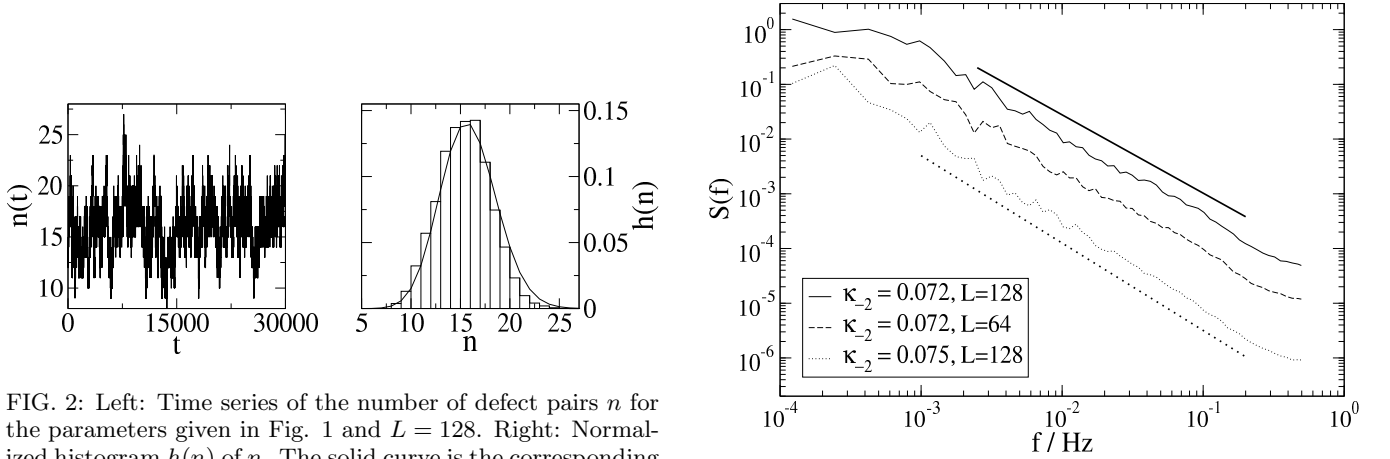 25
20
15
10
n(t)
0 15000 30000
t
0.15
0.1
0.05
0
h(n)
5 10 15 20 25
n
FIG. 2: Left: Time series of the number of defect pairs n for
the parameters given in Fig. 1 and L = 128. Right: Normal-
ized histogram h(n) of n. The solid curve is the corresponding
10^0
10^-1
10^-2
10^-3
10^-4
10^-5
10^-6
S(f)
κ_-2 = 0.072, L=128
κ_-2 = 0.072, L=64
κ_-2 = 0.075, L=128
10^-4 10^-3 10^-2 10^-1 10^0
f / Hz